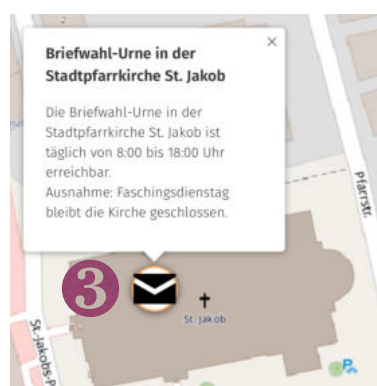 2
Briefwahl-Urne in der
Stadtpfarrkirche St. Jakob
×
Die Briefwahl-Urne in der
Stadtpfarrkirche St. Jakob ist
täglich von 8:00 bis 18:00 Uhr
erreichbar.
Ausnahme: Faschingsdienstag
bleibt die Kirche geschlossen.
Pfarrstr.
3
St. Jakob
St.-Jakobs-P
P